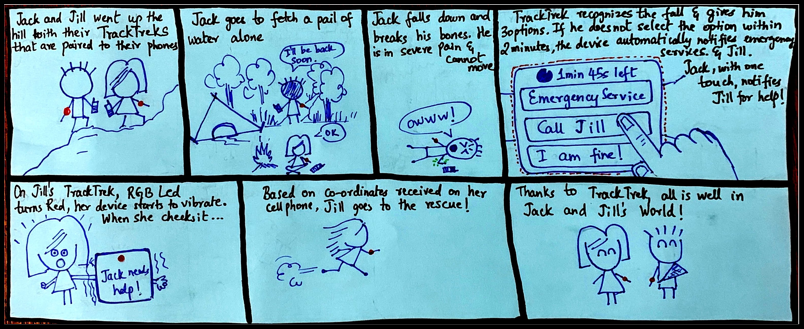 Jack and Jill went up the
hill with their TrackTreks
that are paired to their phones
Jack goes to fetch a pail of
water alone
I'll be back
soon.
OK
Jack falls down and
breaks his bones. He
is in severe pain &
cannot
move
OWWW!
TrackTrek recognizes the fall & gives him
3 options. If he does not select the option within
2 minutes, the device automatically notifies emergency
services & Jill.
1 min 45s left
Emergency Service
Call Jill
I am fine!
Jack, with one
touch, notifies
Jill for help!
On Jill's TrackTrek, RGB Led
turns Red, her device starts to vibrate.
When she checks it...
Jack needs
help!
Based on co-ordinates received on her
cell phone, Jill goes to the rescue!
Thanks to TrackTrek, all is well in
Jack and Jill's World!